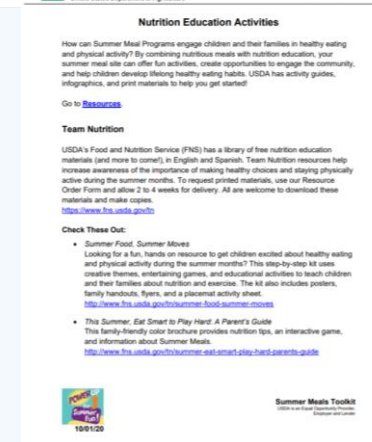 Nutrition Education Activities
How can Summer Meal Programs engage children and their families in healthy eating
and physical activity? By combining nutritious meals with nutrition education, your
summer meal site can offer fun activities, create opportunities to engage the community,
and help children develop lifelong healthy eating habits. USDA has activity guides,
infographics, and print materials to help you get started!
Go to Resources.
Team Nutrition
USDA's Food and Nutrition Service (FNS) has a library of free nutrition education
materials (and more to come!), in English and Spanish. Team Nutrition resources help
increase awareness of the importance of making healthy choices and staying physically
active during the summer months. To request printed materials, use our Resource
Order Form and allow 2 to 4 weeks for delivery. All are welcome to download these
materials and make copies.
https://www.fns.usda.gov/tn
Check These Out:
• Summer Food, Summer Moves
Looking for a fun, hands on resource to get children excited about healthy eating
and physical activity during the summer months? This step-by-step kit uses
creative themes, entertaining games, and educational activities to teach children
and their families about nutrition and exercise. The kit also includes posters,
family handouts, flyers, and a placemat activity sheet.
http://www.fns.usda.gov/tn/summer-food-summer-moves
• This Summer, Eat Smart to Play Hard: A Parent's Guide
This family-friendly color brochure provides nutrition tips, an interactive game,
and information about Summer Meals.
http://www.fns.usda.gov/tn/summer-eat-smart-play-hard-parents-guide
POWER
Summer
Fun!
10/01/20
Summer Meals Toolkit
USDA is an Equal Opportunity Provider,
Employer and Lender